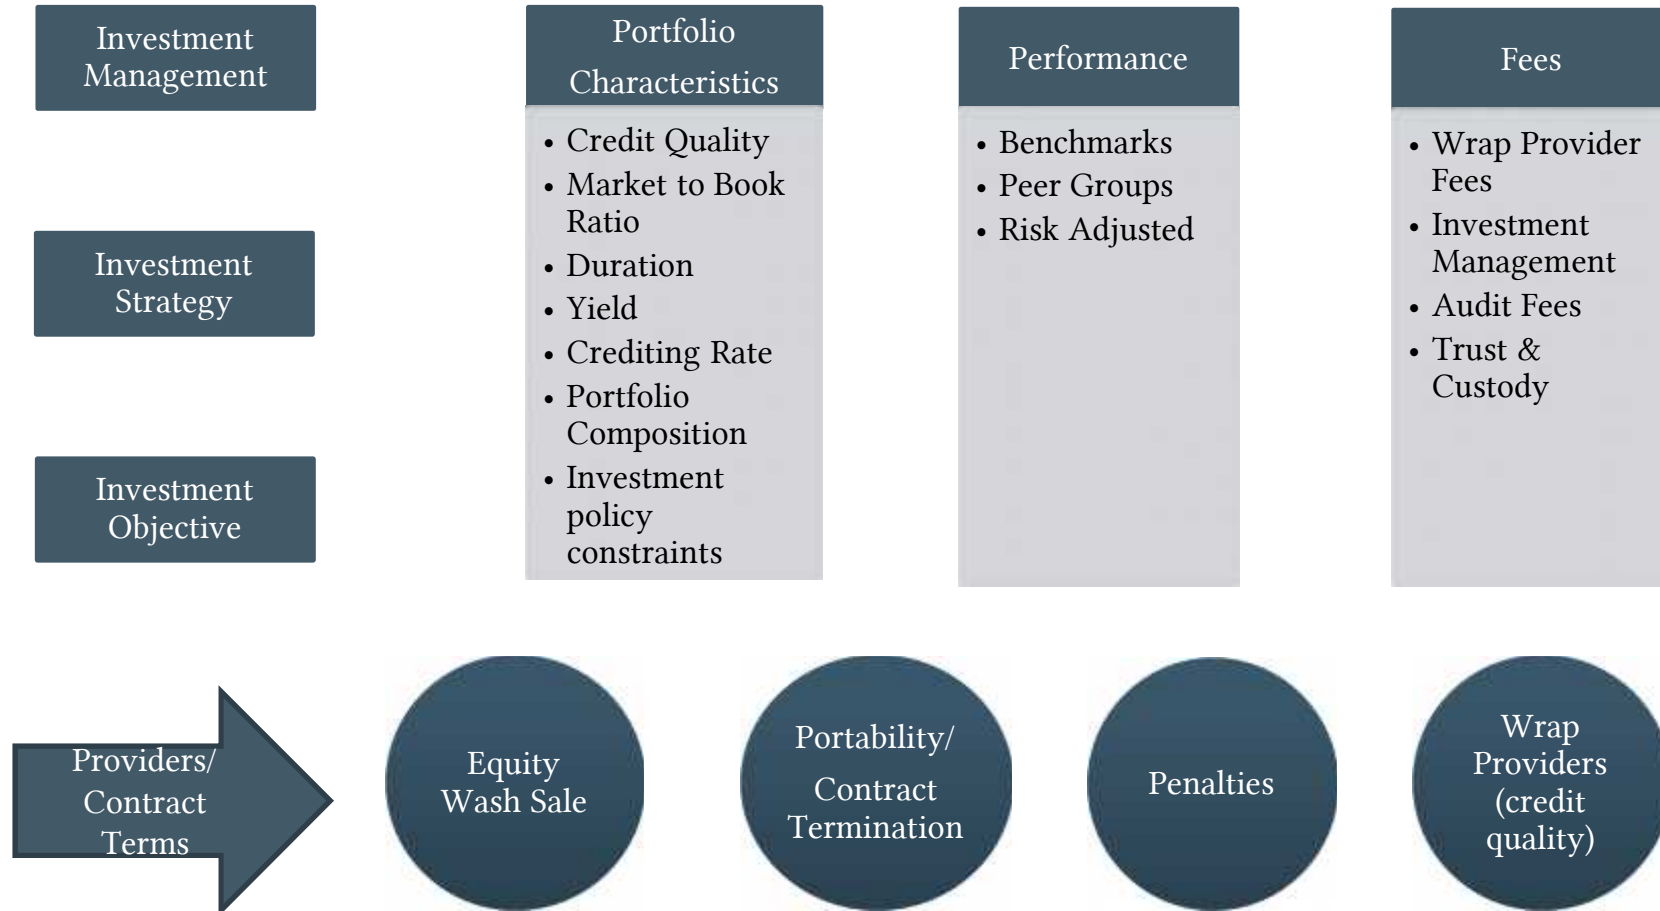 Investment
Management
Investment
Strategy
Investment
Objective
Portfolio
Characteristics
• Credit Quality
• Market to Book
Ratio
• Duration
• Yield
• Crediting Rate
• Portfolio
Composition
• Investment
policy
constraints
Performance
• Benchmarks
• Peer Groups
• Risk Adjusted
Fees
• Wrap Provider
Fees
• Investment
Management
• Audit Fees
• Trust &
Custody
Providers/
Contract
Terms
Equity
Wash Sale
Portability/
Contract
Termination
Penalties
Wrap
Providers
(credit
quality)